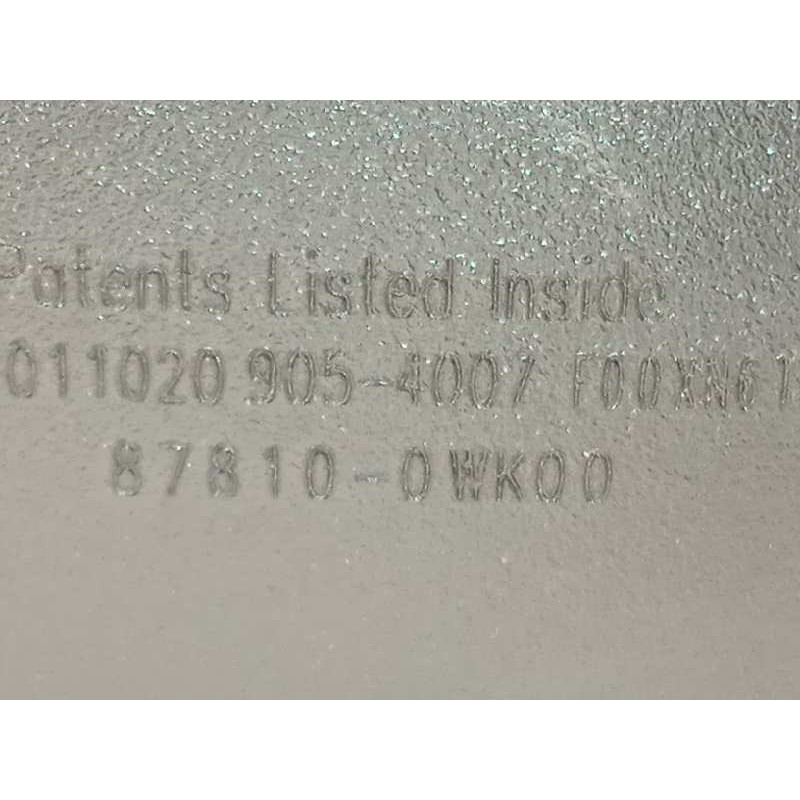 Patents Listed Inside
011020 905-4007 F00XN61
87810-0WK00